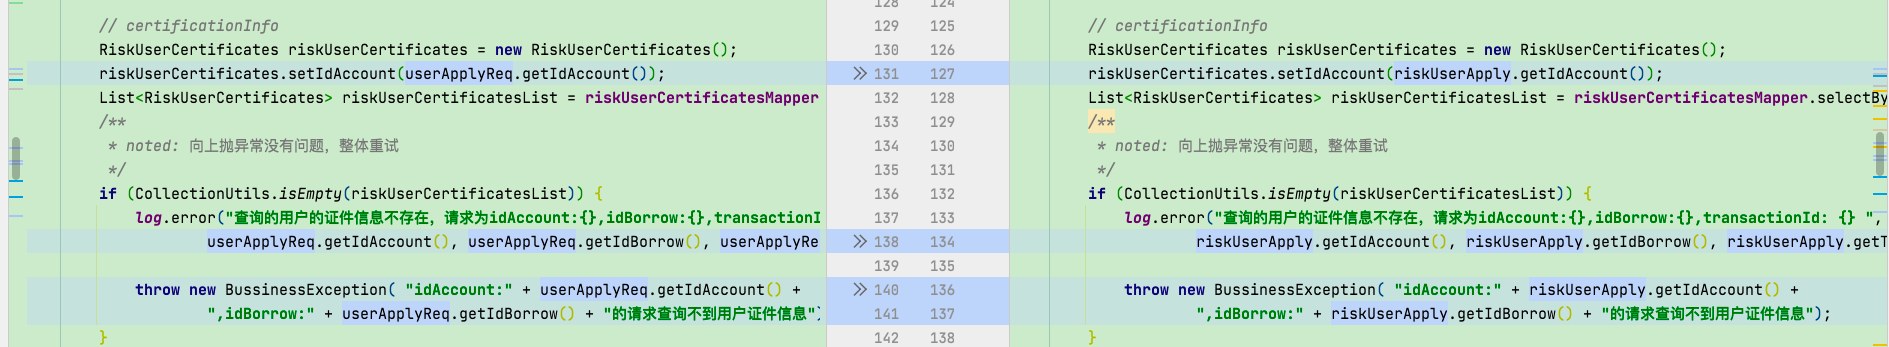 128 124
// certificationInfo 129 125 // certificationInfo
RiskUserCertificates riskUserCertificates = new RiskUserCertificates(); 130 126 RiskUserCertificates riskUserCertificates = new RiskUserCertificates();
riskUserCertificates.setIdAccount(userApplyReq.getIdAccount()); 131 127 riskUserCertificates.setIdAccount(riskUserApply.getIdAccount());
List<RiskUserCertificates> riskUserCertificatesList = riskUserCertificatesMapper 132 128 List<RiskUserCertificates> riskUserCertificatesList = riskUserCertificatesMapper.selectBy
/** 133 129 /**
* noted: 向上抛异常没有问题，整体重试 134 130 * noted: 向上抛异常没有问题，整体重试
*/ 135 131 */
if (CollectionUtils.isEmpty(riskUserCertificatesList)) { 136 132 if (CollectionUtils.isEmpty(riskUserCertificatesList)) {
log.error("查询的用户的证件信息不存在，请求为idAccount:{},idBorrow:{},transactionI 137 133 log.error("查询的用户的证件信息不存在，请求为idAccount:{},idBorrow:{},transactionId: {} ",
userApplyReq.getIdAccount(), userApplyReq.getIdBorrow(), userApplyRe 138 134 riskUserApply.getIdAccount(), riskUserApply.getIdBorrow(), riskUserApply.getT
139 135
throw new BussinessException( "idAccount:" + userApplyReq.getIdAccount() + 140 136 throw new BussinessException( "idAccount:" + riskUserApply.getIdAccount() +
",idBorrow:" + userApplyReq.getIdBorrow() + "的请求查询不到用户证件信息") 141 137 ",idBorrow:" + riskUserApply.getIdBorrow() + "的请求查询不到用户证件信息");
} 142 138 }